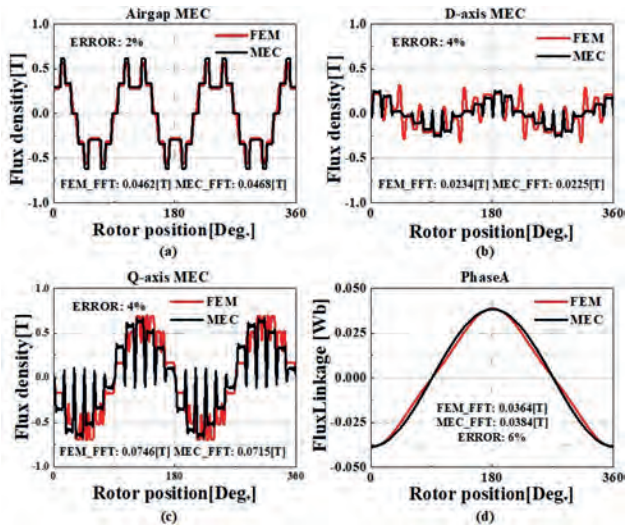 Airgap MEC
ERROR: 2%
FEM
MEC
Flux density[T]
1.0
0.5
0.0
-0.5
-1.0
FEM_FFT: 0.0462[T] MEC_FFT: 0.0468[T]
0 180 360
Rotor position[Deg.]
(a)
D-axis MEC
ERROR: 4%
FEM
MEC
Flux density[T]
1.0
0.5
0.0
-0.5
-1.0
FEM_FFT: 0.0234[T] MEC_FFT: 0.0225[T]
0 180 360
Rotor position[Deg.]
(b)
Q-axis MEC
ERROR: 4%
FEM
MEC
Flux density[T]
1.0
0.5
0.0
-0.5
-1.0
FEM_FFT: 0.0746[T] MEC_FFT: 0.0715[T]
0 180 360
Rotor position[Deg.]
(c)
PhaseA
FEM
MEC
FluxLinkage [Wb]
0.050
0.025
0.000
-0.025
-0.050
FEM_FFT: 0.0364[T]
MEC_FFT: 0.0384[T]
ERROR: 6%
0 180 360
Rotor position[Deg.]
(d)